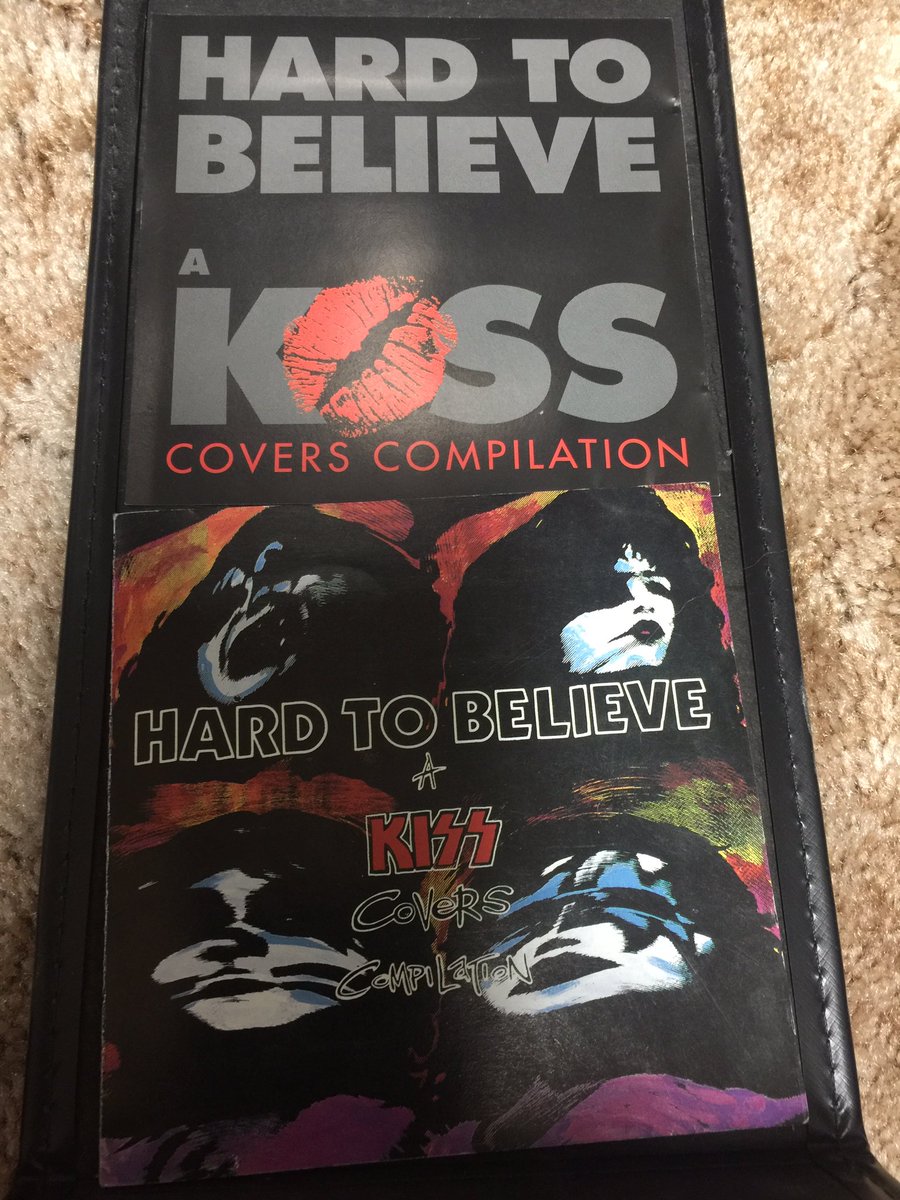 HARD TO
BELIEVE
A
KISS
COVERS COMPILATION
HARD TO BELIEVE
A
KISS
COVERS
COMPILATION